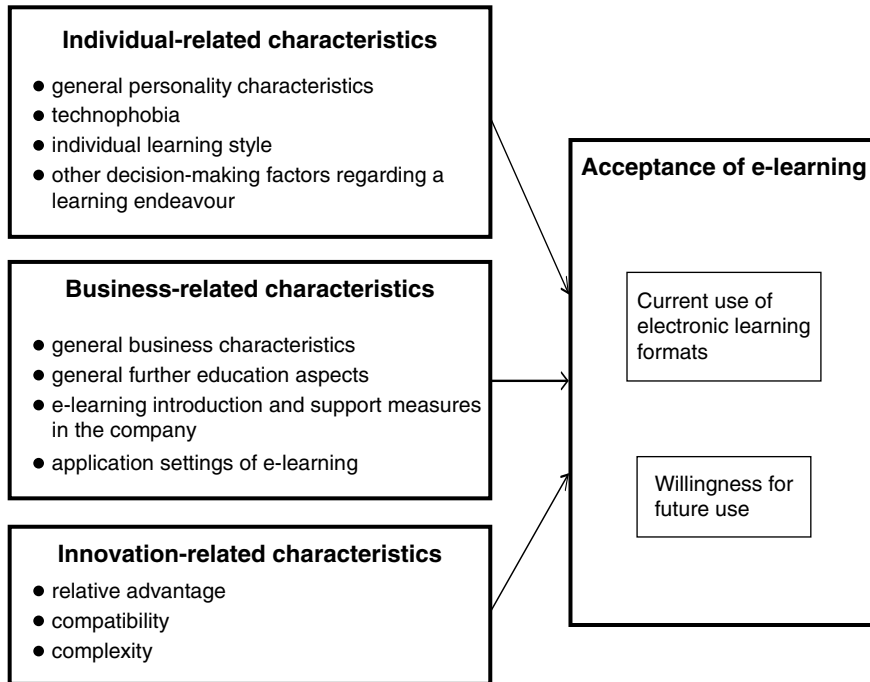 Individual-related characteristics
● general personality characteristics
● technophobia
● individual learning style
● other decision-making factors regarding a
learning endeavour
Business-related characteristics
● general business characteristics
● general further education aspects
● e-learning introduction and support measures
in the company
● application settings of e-learning
Innovation-related characteristics
● relative advantage
● compatibility
● complexity
Acceptance of e-learning
Current use of
electronic learning
formats
Willingness for
future use